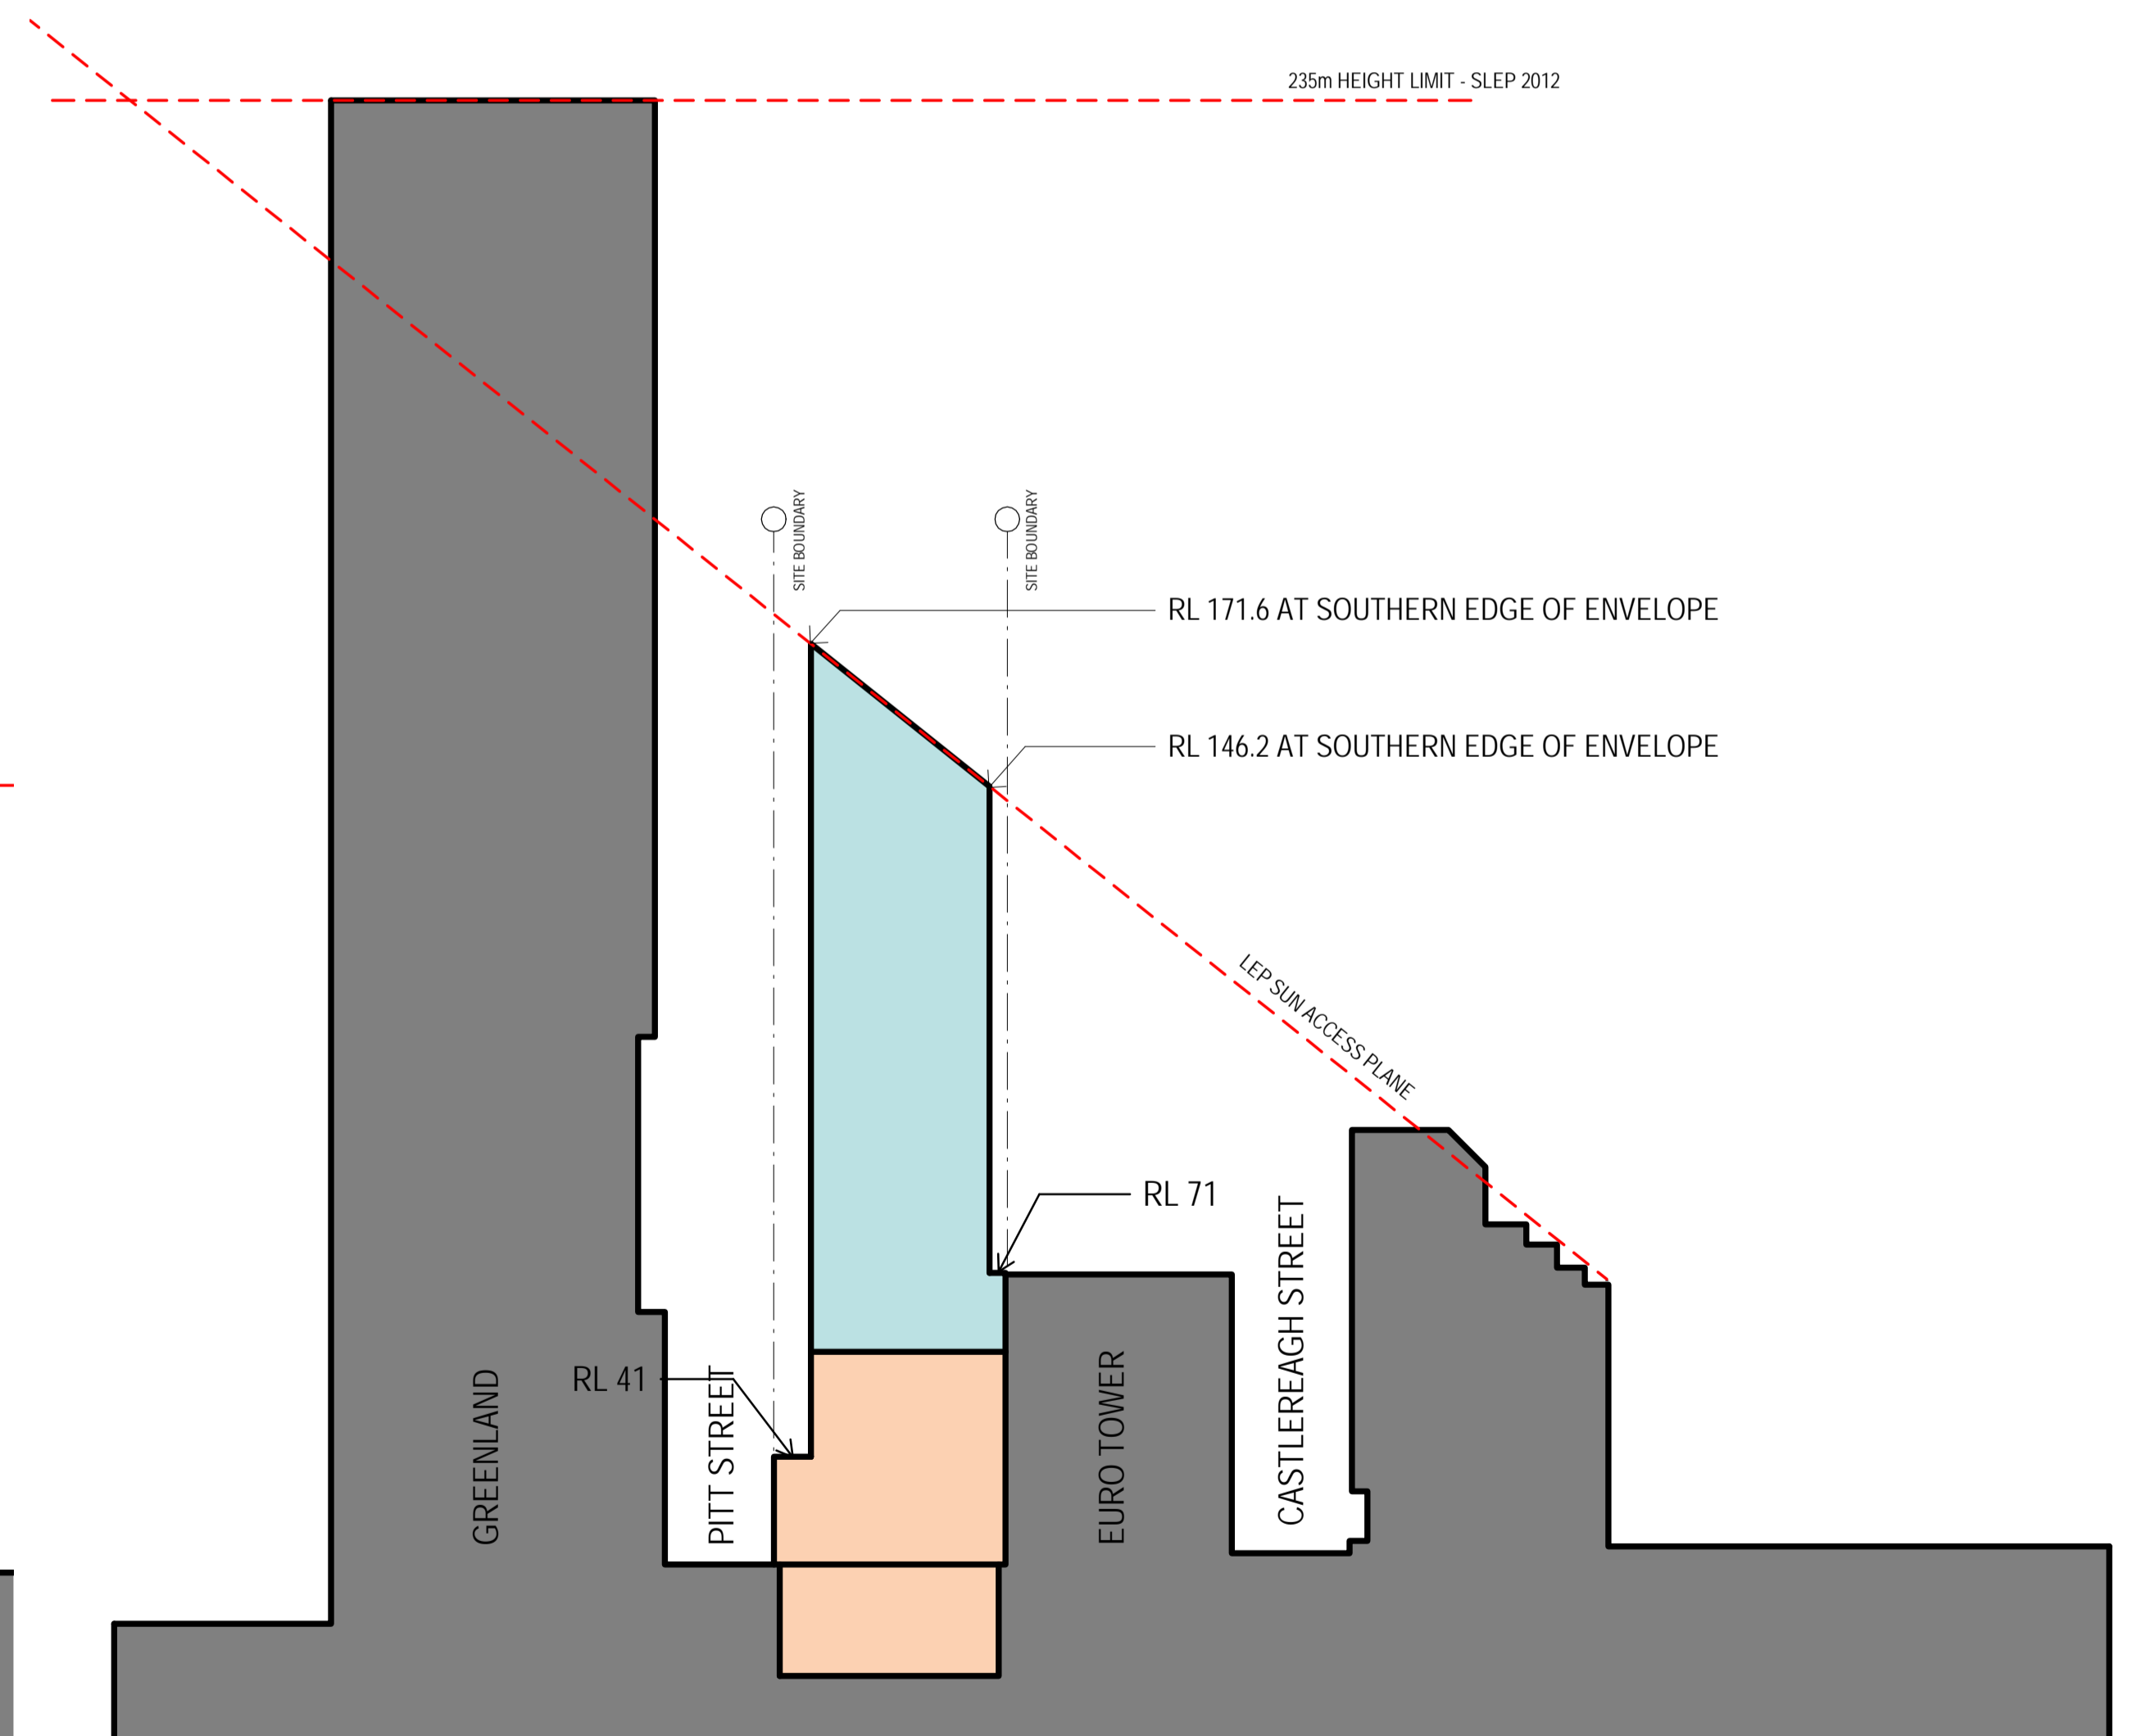 235m HEIGHT LIMIT - SLEP 2012
SITE BOUNDARY
SITE BOUNDARY
RL 171.6 AT SOUTHERN EDGE OF ENVELOPE
RL 146.2 AT SOUTHERN EDGE OF ENVELOPE
LEP SUN ACCESS PLANE
RL 71
RL 41
GREENLAND
PITT STREET
EURO TOWER
CASTLEREAGH STREET